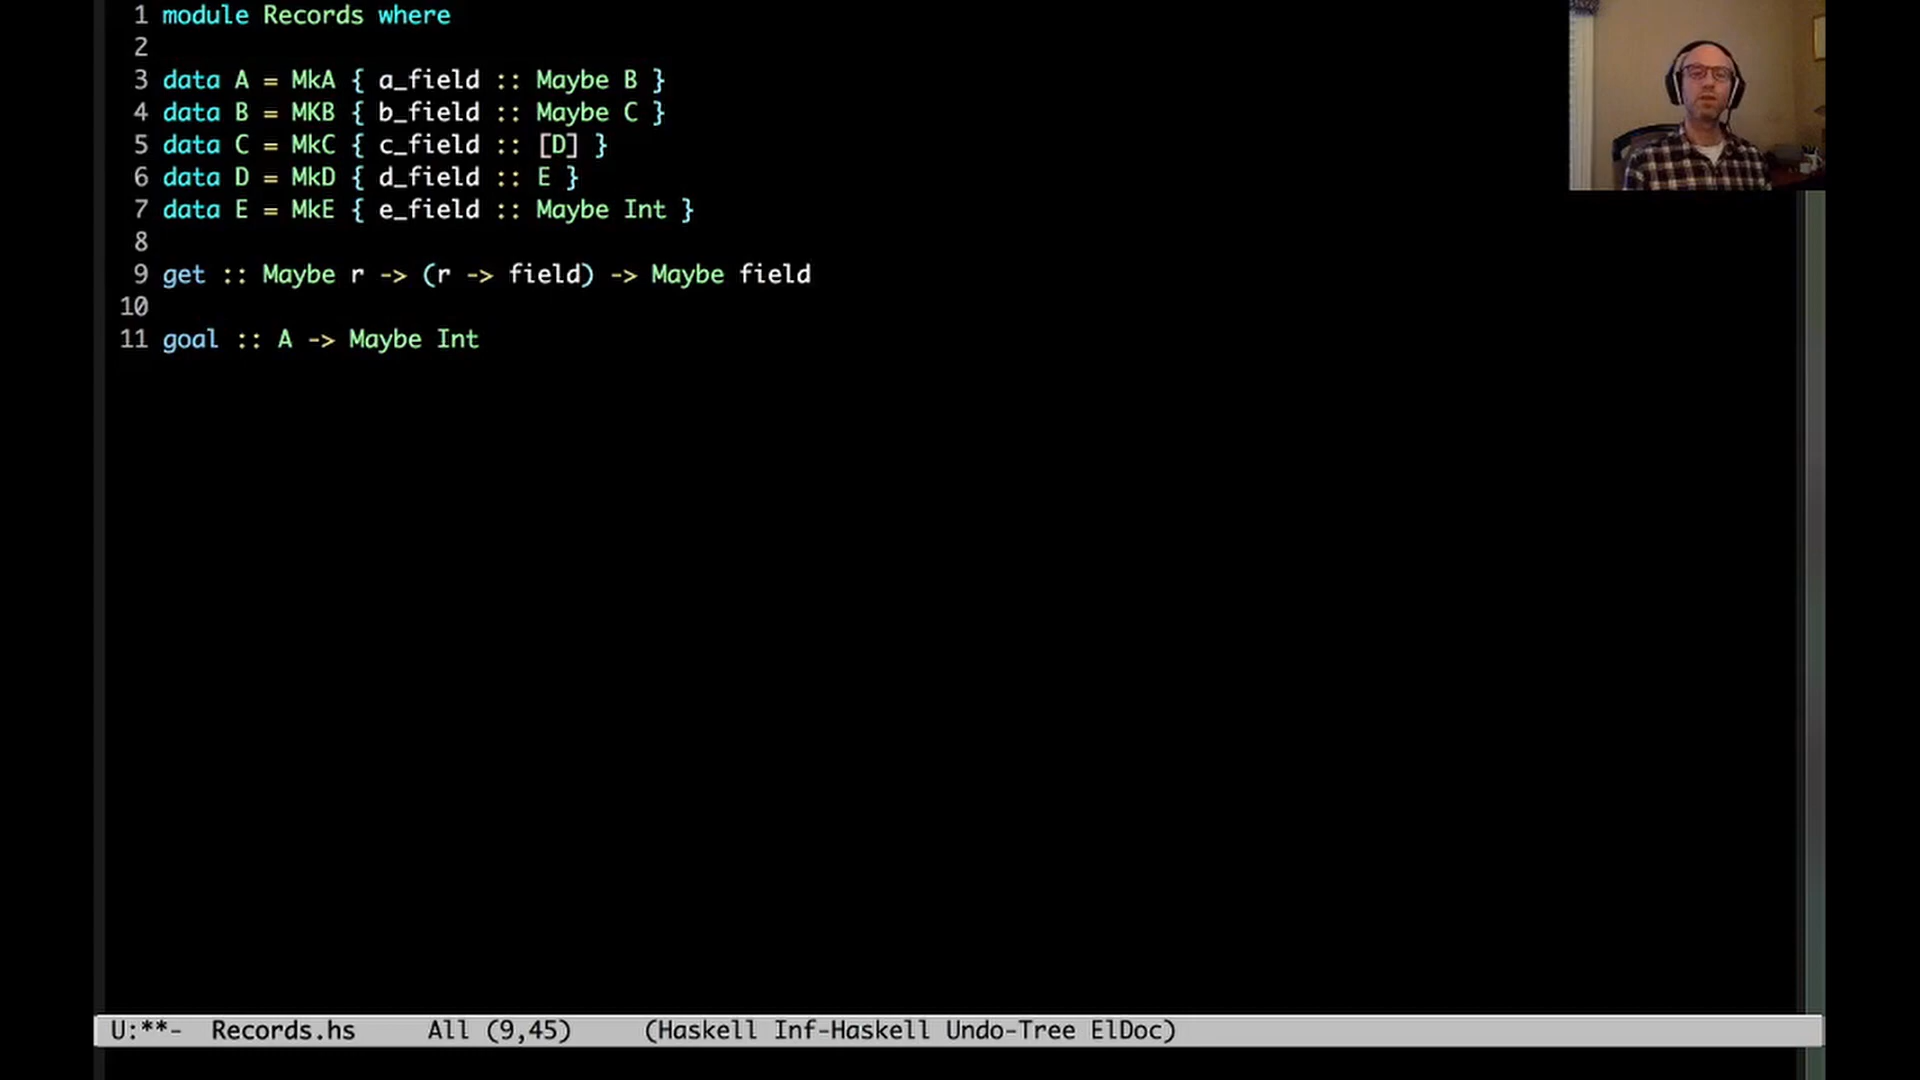 1 module Records where
2
3 data A = MkA { a_field :: Maybe B }
4 data B = MKB { b_field :: Maybe C }
5 data C = MkC { c_field :: [D] }
6 data D = MkD { d_field :: E }
7 data E = MkE { e_field :: Maybe Int }
8
9 get :: Maybe r -> (r -> field) -> Maybe field
10
11 goal :: A -> Maybe Int
U:**- Records.hs All (9,45) (Haskell Inf-Haskell Undo-Tree ElDoc)